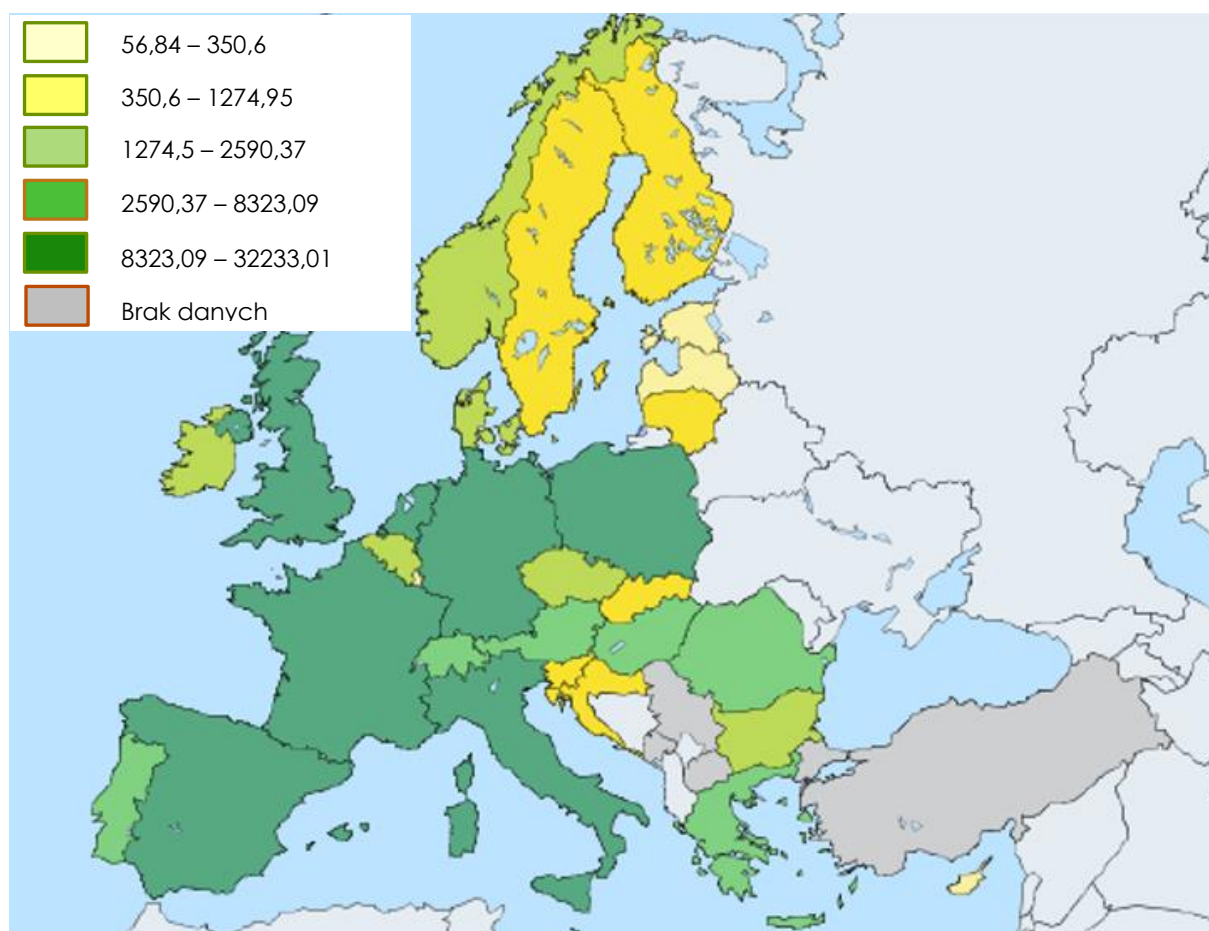 56,84 – 350,6
350,6 – 1274,95
1274,5 – 2590,37
2590,37 – 8323,09
8323,09 – 32233,01
Brak danych